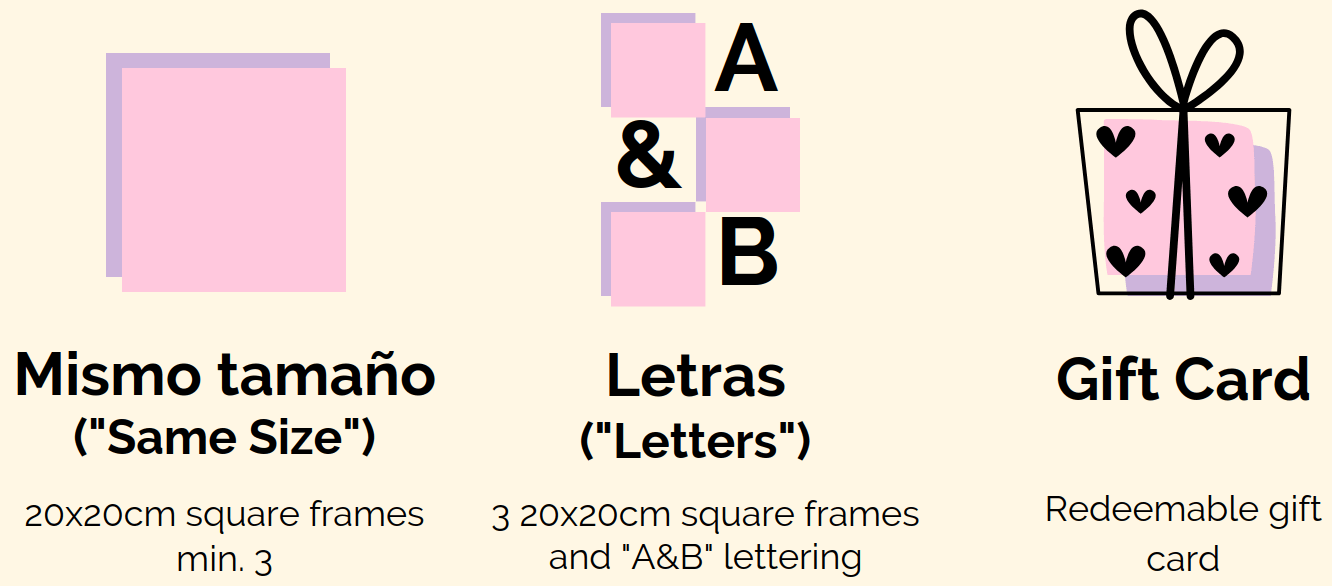 A
&
B
Mismo tamaño
("Same Size")
20x20cm square frames
min. 3
Letras
("Letters")
3 20x20cm square frames
and "A&B" lettering
Gift Card
Redeemable gift
card